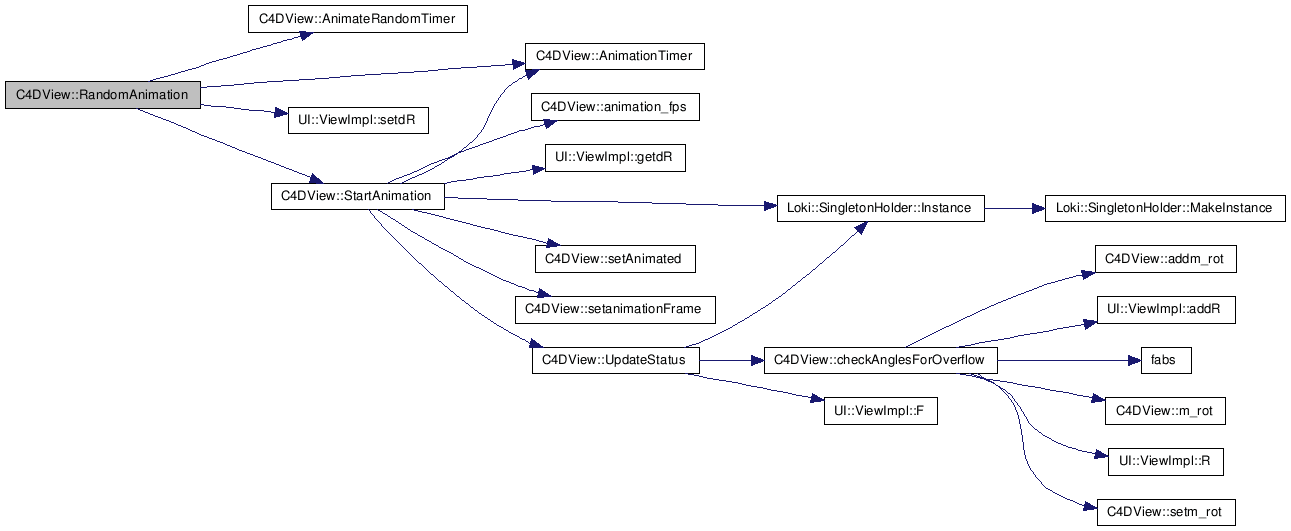 C4DView::AnimateRandomTimer
C4DView::AnimationTimer
C4DView::RandomAnimation
C4DView::animation_fps
UI::ViewImpl::setdR
UI::ViewImpl::getdR
C4DView::StartAnimation
Loki::SingletonHolder::Instance
Loki::SingletonHolder::MakeInstance
C4DView::setAnimated
C4DView::addm_rot
C4DView::setanimationFrame
UI::ViewImpl::addR
C4DView::UpdateStatus
C4DView::checkAnglesForOverflow
fabs
UI::ViewImpl::F
C4DView::m_rot
UI::ViewImpl::R
C4DView::setm_rot